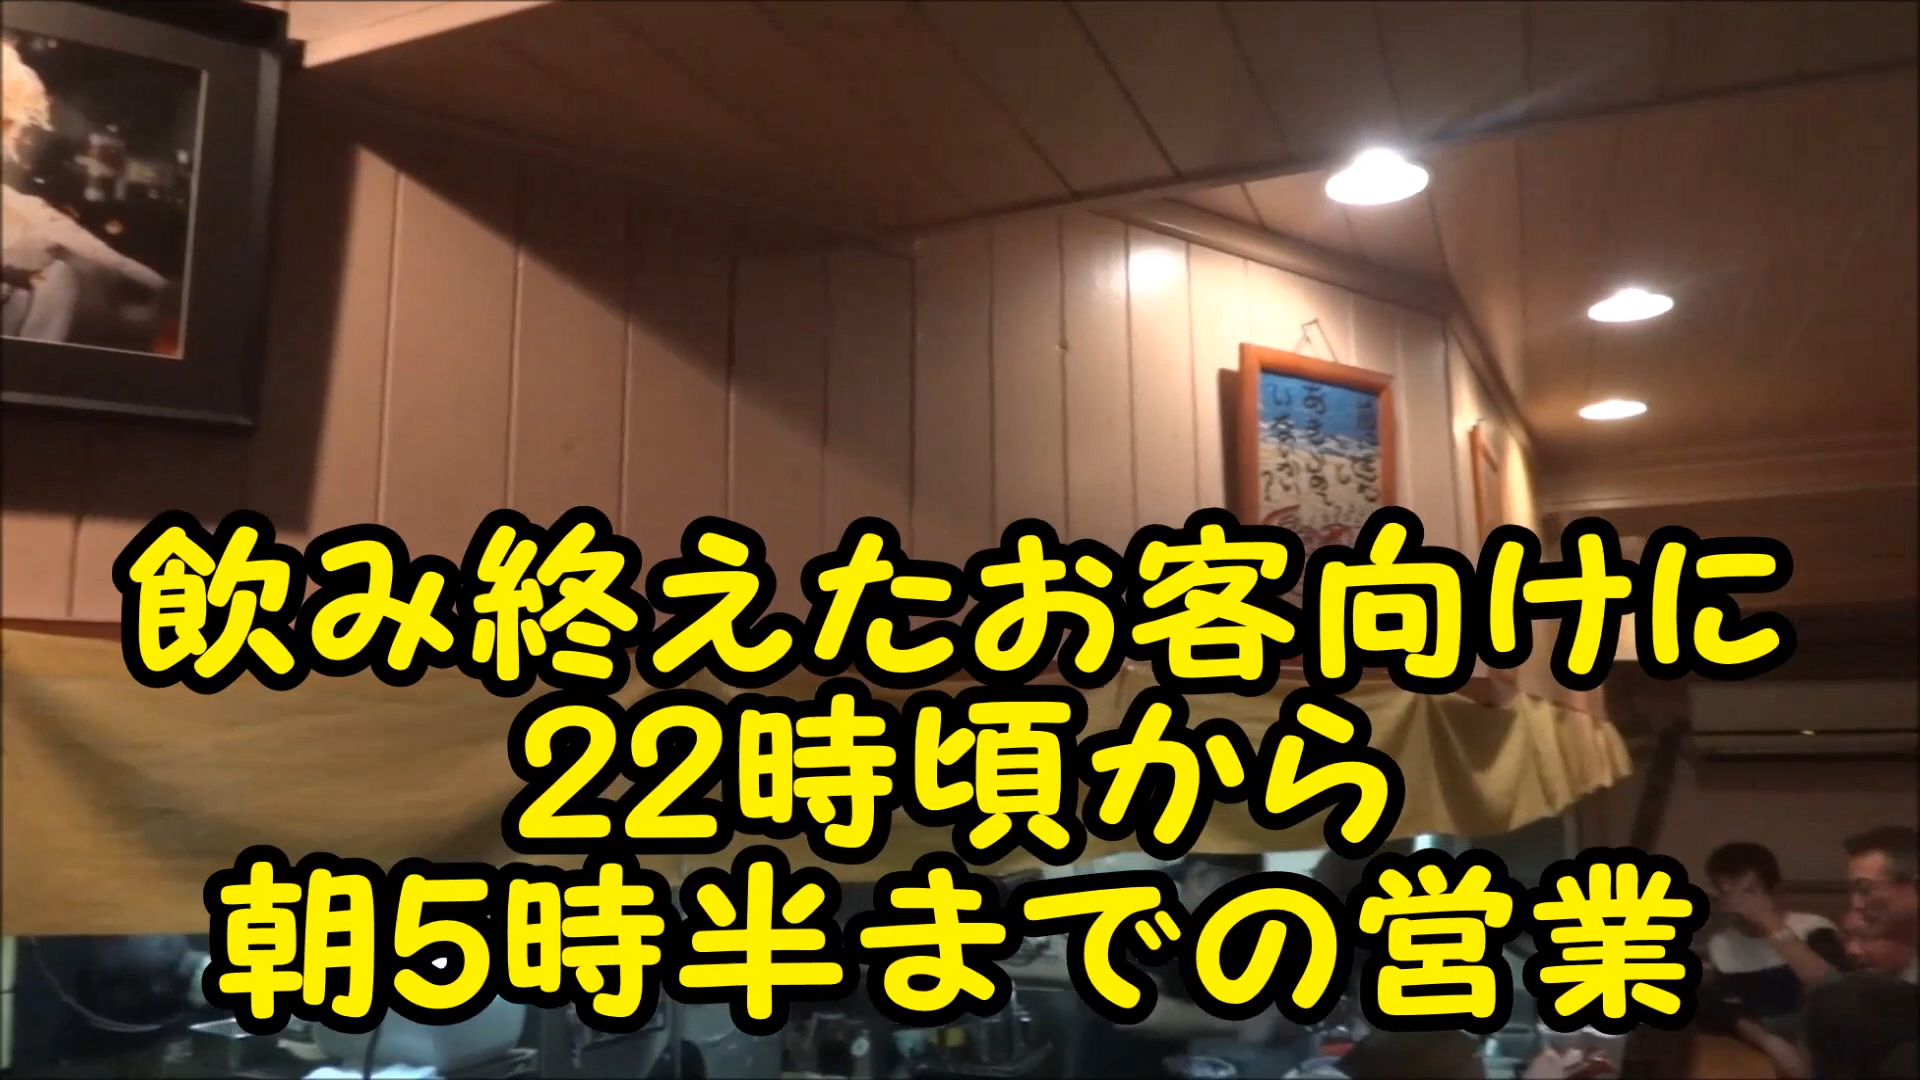 飲み終えたお客向けに
22時頃から
朝5時半までの営業